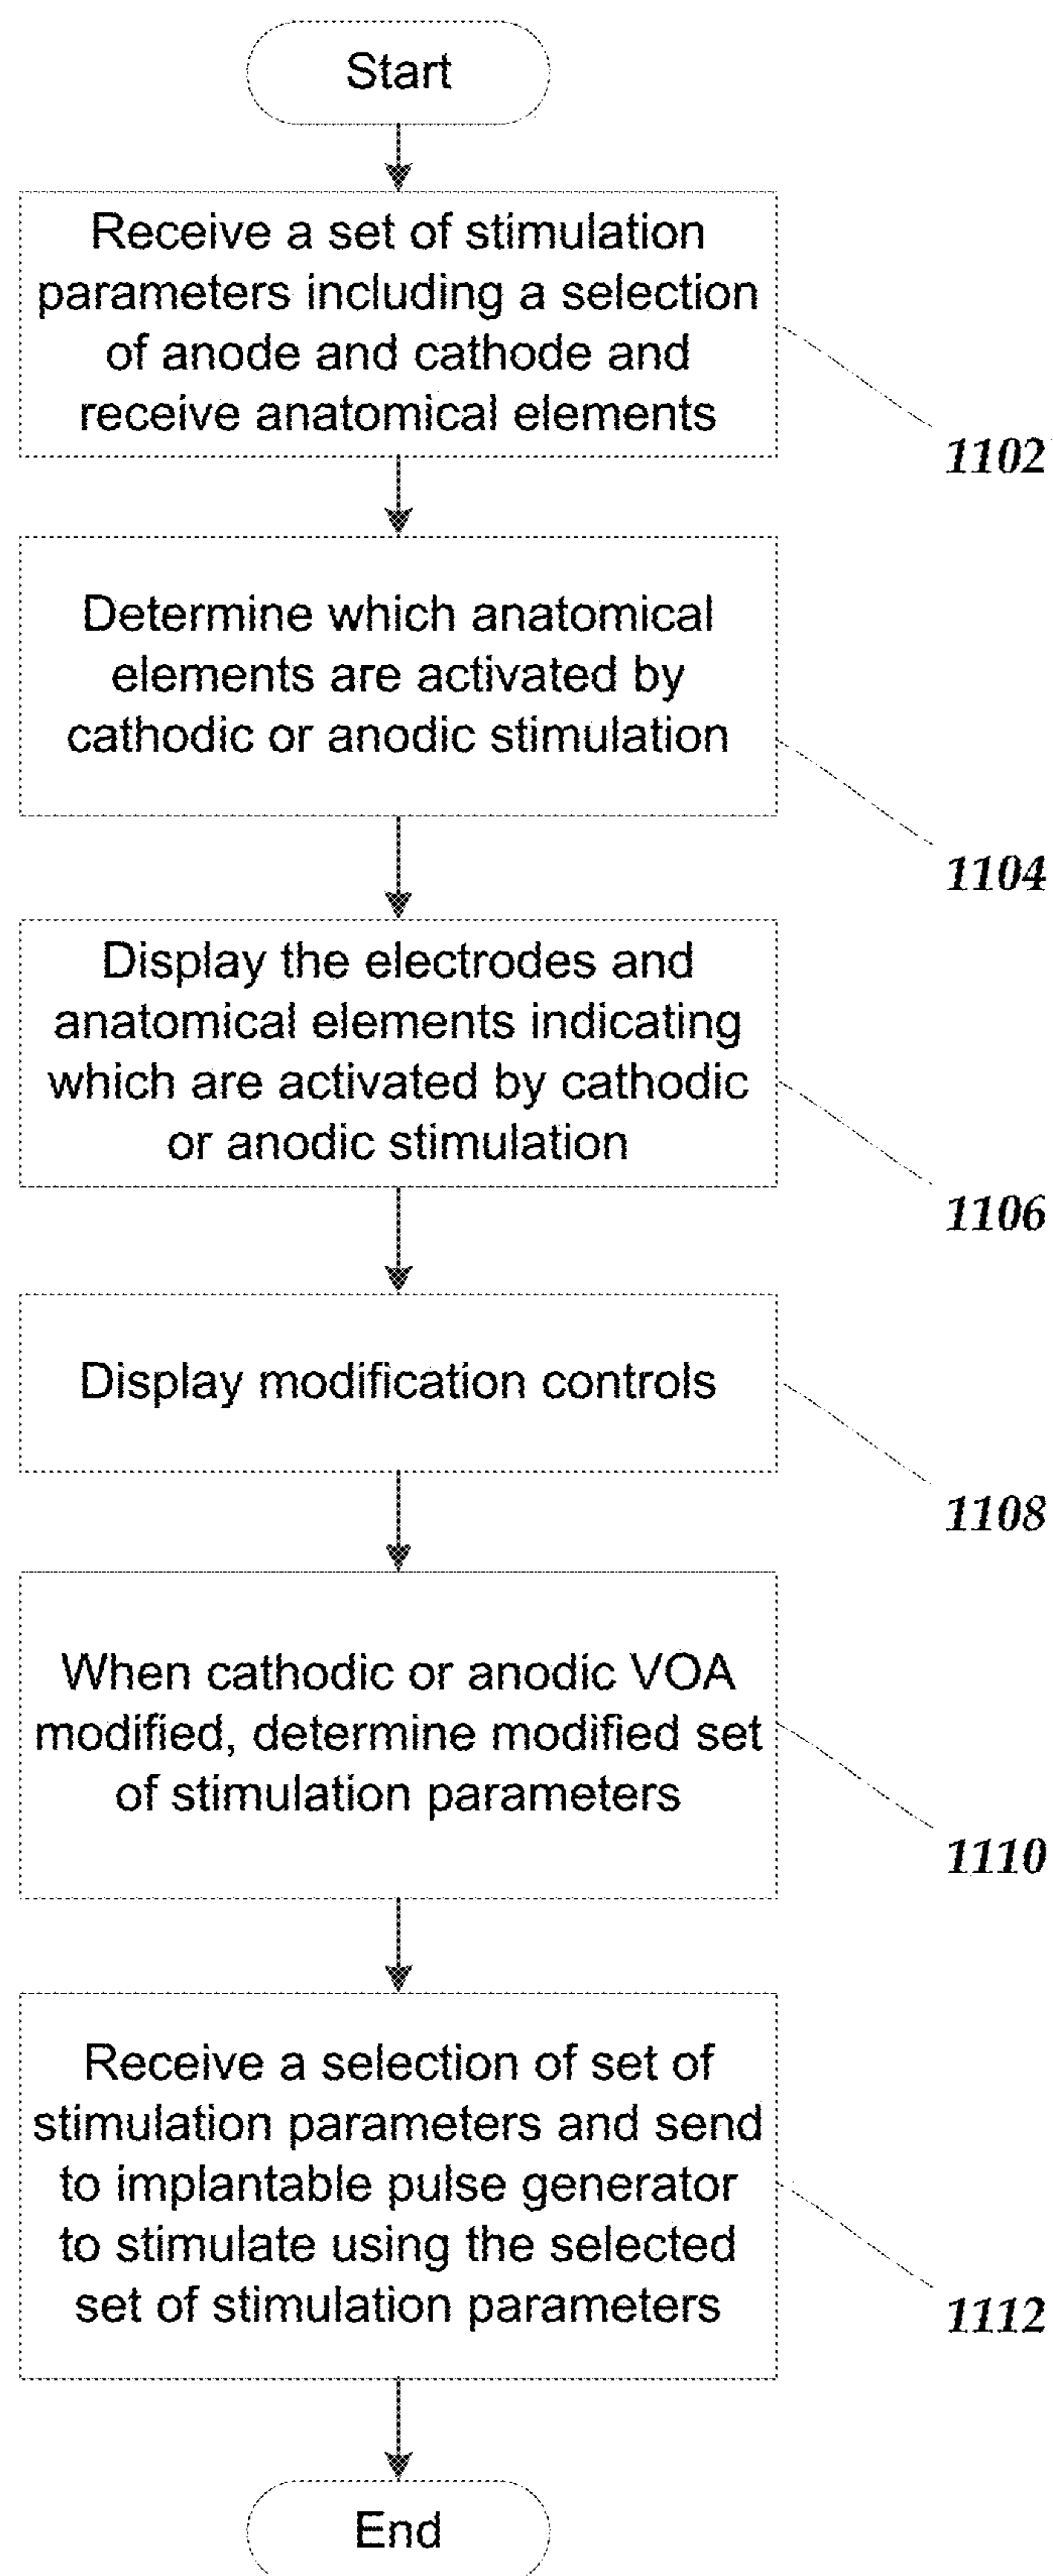 Start
Receive a set of stimulation
parameters including a selection
of anode and cathode and
receive anatomical elements
1102
Determine which anatomical
elements are activated by
cathodic or anodic stimulation
1104
Display the electrodes and
anatomical elements indicating
which are activated by cathodic
or anodic stimulation
1106
Display modification controls
1108
When cathodic or anodic VOA
modified, determine modified set
of stimulation parameters
1110
Receive a selection of set of
stimulation parameters and send
to implantable pulse generator
to stimulate using the selected
set of stimulation parameters
1112
End